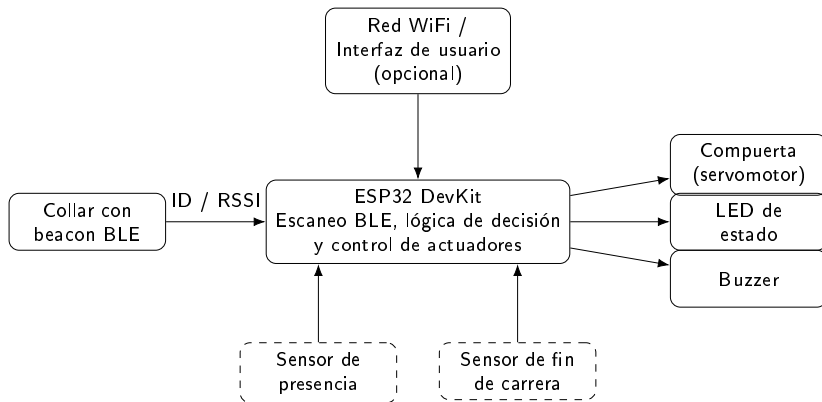 Red WiFi /
Interfaz de usuario
(opcional)
Compuerta
(servomotor)
ID / RSSI
ESP32 DevKit
Escaneo BLE, lógica de decisión
y control de actuadores
Collar con
beacon BLE
LED de
estado
Buzzer
Sensor de
presencia
Sensor de fin
de carrera